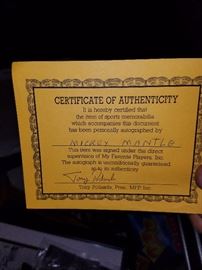 CERTIFICATE OF AUTHENTICITY
It is hereby certified that
the item of sports memorabilia
which accompanies this document
has been personally autographed by
MICKEY MANTLE
This item was signed under the direct
supervision of My Favorite Players, Inc.
The autograph is unconditionally guaranteed
as to its authenticity
Tony
Tony Pollards, Pres. MFP Inc.